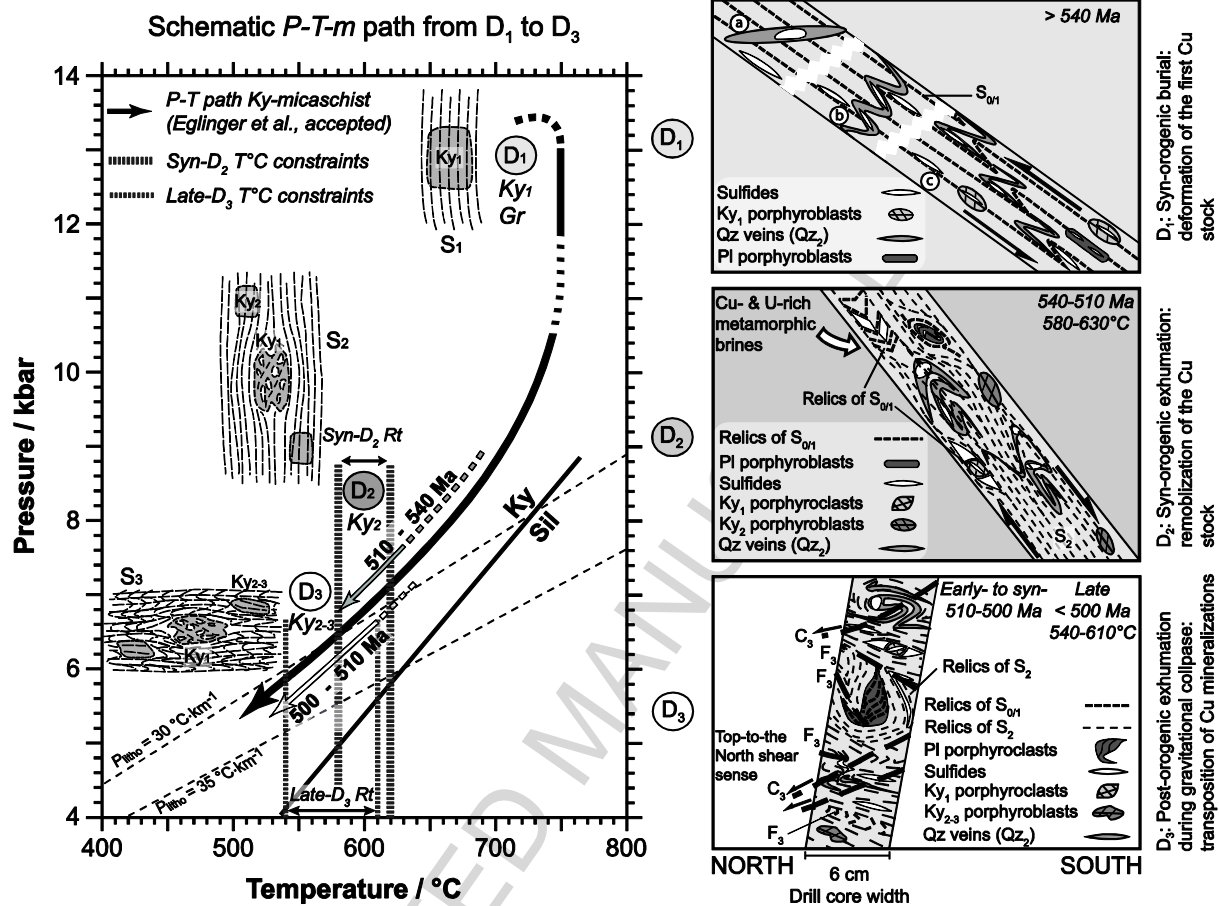 Schematic P-T-m path from D1 to D3
P-T path Ky-micaschist
(Eglinger et al., accepted)
Syn-D2 T°C constraints
Late-D3 T°C constraints
Ky1
S1
D1
Ky1
Gr
Ky2
Ky1
S2
Syn-D2 Rt
D2
Ky2
510 - 540 Ma
Ky
Sil
S3
Ky2-3
Ky1
D3
Ky2-3
500 - 510 Ma
Plitho = 30 °C·km-1
Plitho = 35 °C·km-1
Late-D3 Rt
14
12
10
8
6
4
Pressure / kbar
400
500
600
700
800
Temperature / °C
D1
> 540 Ma
a
b
c
S0/1
Sulfides
Ky1 porphyroblasts
Qz veins (Qz2)
Pl porphyroblasts
D1: Syn-orogenic burial:
deformation of the first Cu
stock
D2
Cu- & U-rich
metamorphic
brines
540-510 Ma
580-630°C
Relics of S0/1
Relics of S0/1
Pl porphyroblasts
Sulfides
Ky1 porphyroclasts
Ky2 porphyroblasts
Qz veins (Qz2)
S2
D2: Syn-orogenic exhumation:
remoblization of the Cu
stock
D3
Early- to syn-
510-500 Ma
Late
< 500 Ma
540-610°C
C3
F3
F3
Relics of S2
F3
Top-to-the
North shear
sense
C3
F3
Relics of S0/1
Relics of S2
Pl porphyroclasts
Sulfides
Ky1 porphyroclasts
Ky2-3 porphyroblasts
Qz veins (Qz2)
D3: Post-orogenic exhumation
during gravitational collpase:
transposition of Cu mineralizations
NORTH
SOUTH
6 cm
Drill core width
TED MANU